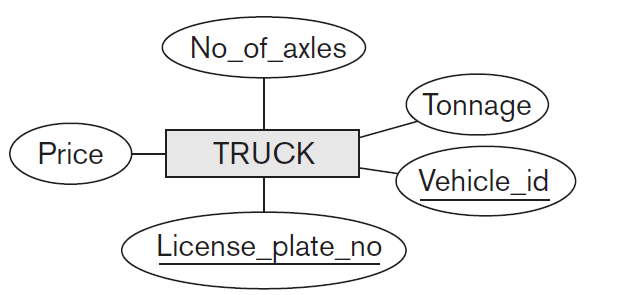 No_of_axles
Tonnage
Price
TRUCK
Vehicle_id
License_plate_no